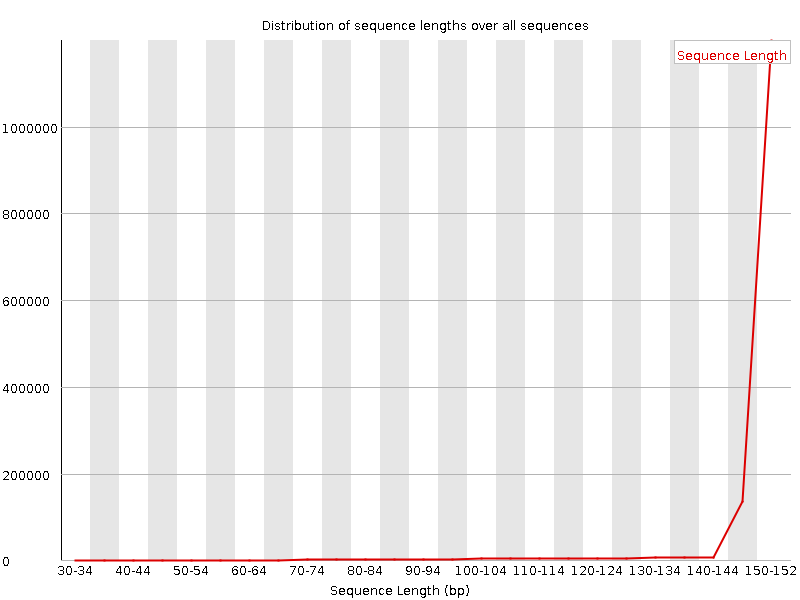 Distribution of sequence lengths over all sequences
Sequence Length
1000000
800000
600000
400000
200000
0
30-34 40-44 50-54 60-64 70-74 80-84 90-94 100-104 110-114 120-124 130-134 140-144 150-152
Sequence Length (bp)